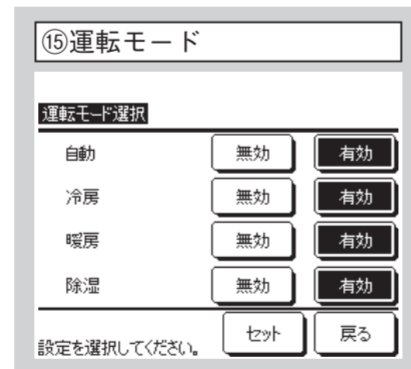 ⑮運転モード
運転モード選択
自動 無効 有効
冷房 無効 有効
暖房 無効 有効
除湿 無効 有効
設定を選択してください。 セット 戻る